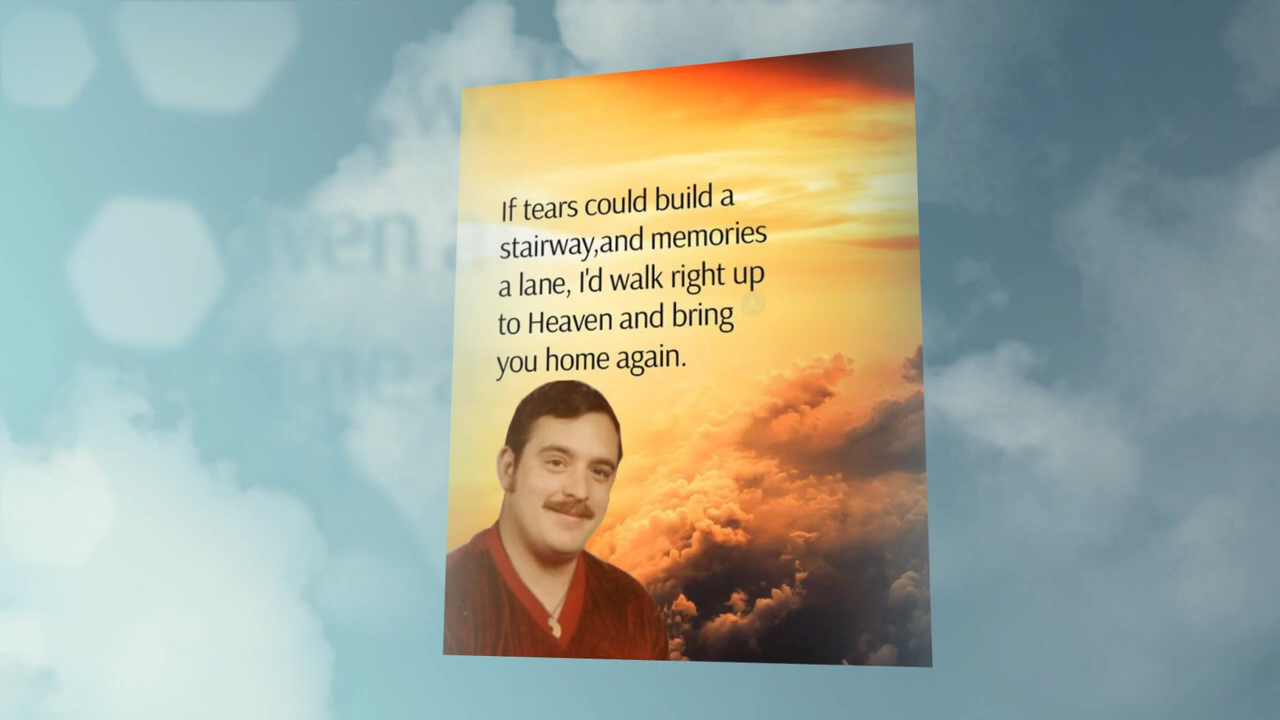 If tears could build a
stairway,and memories
a lane, I'd walk right up
to Heaven and bring
you home again.